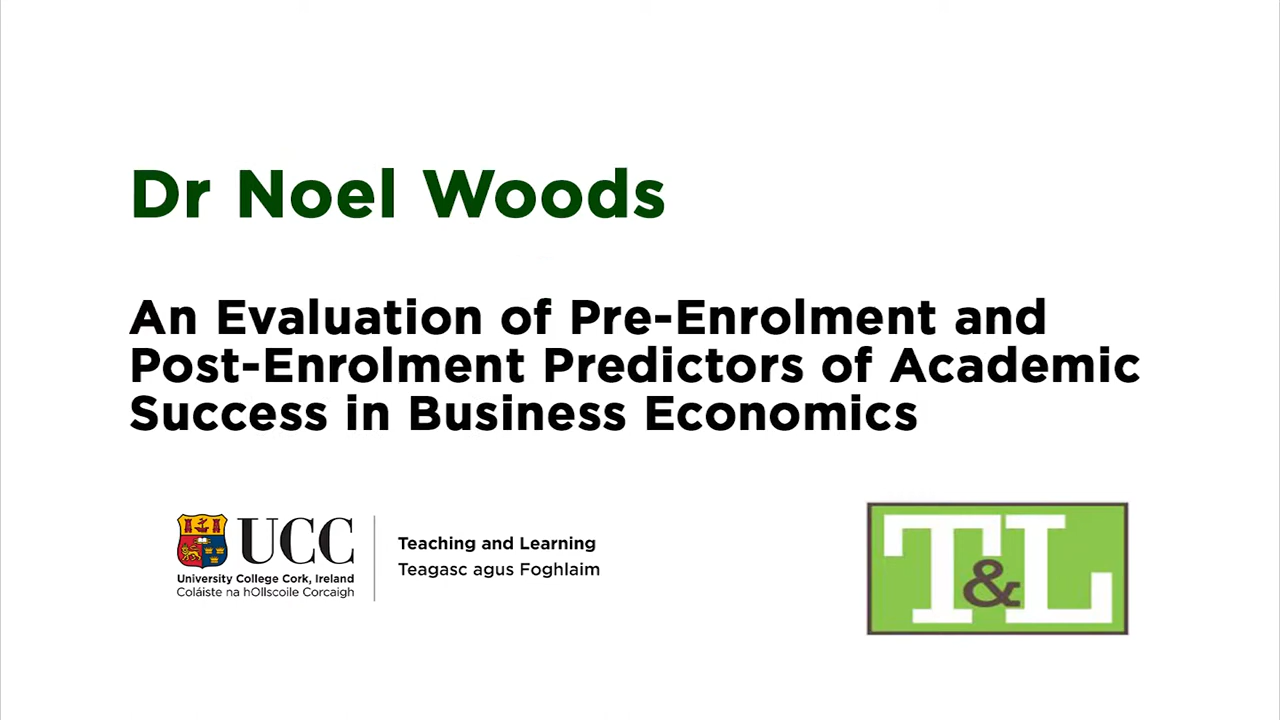 Dr Noel Woods
An Evaluation of Pre-Enrolment and
Post-Enrolment Predictors of Academic
Success in Business Economics
UCC
University College Cork, Ireland
Coláiste na hOllscoile Corcaigh
Teaching and Learning
Teagasc agus Foghlaim
T&L